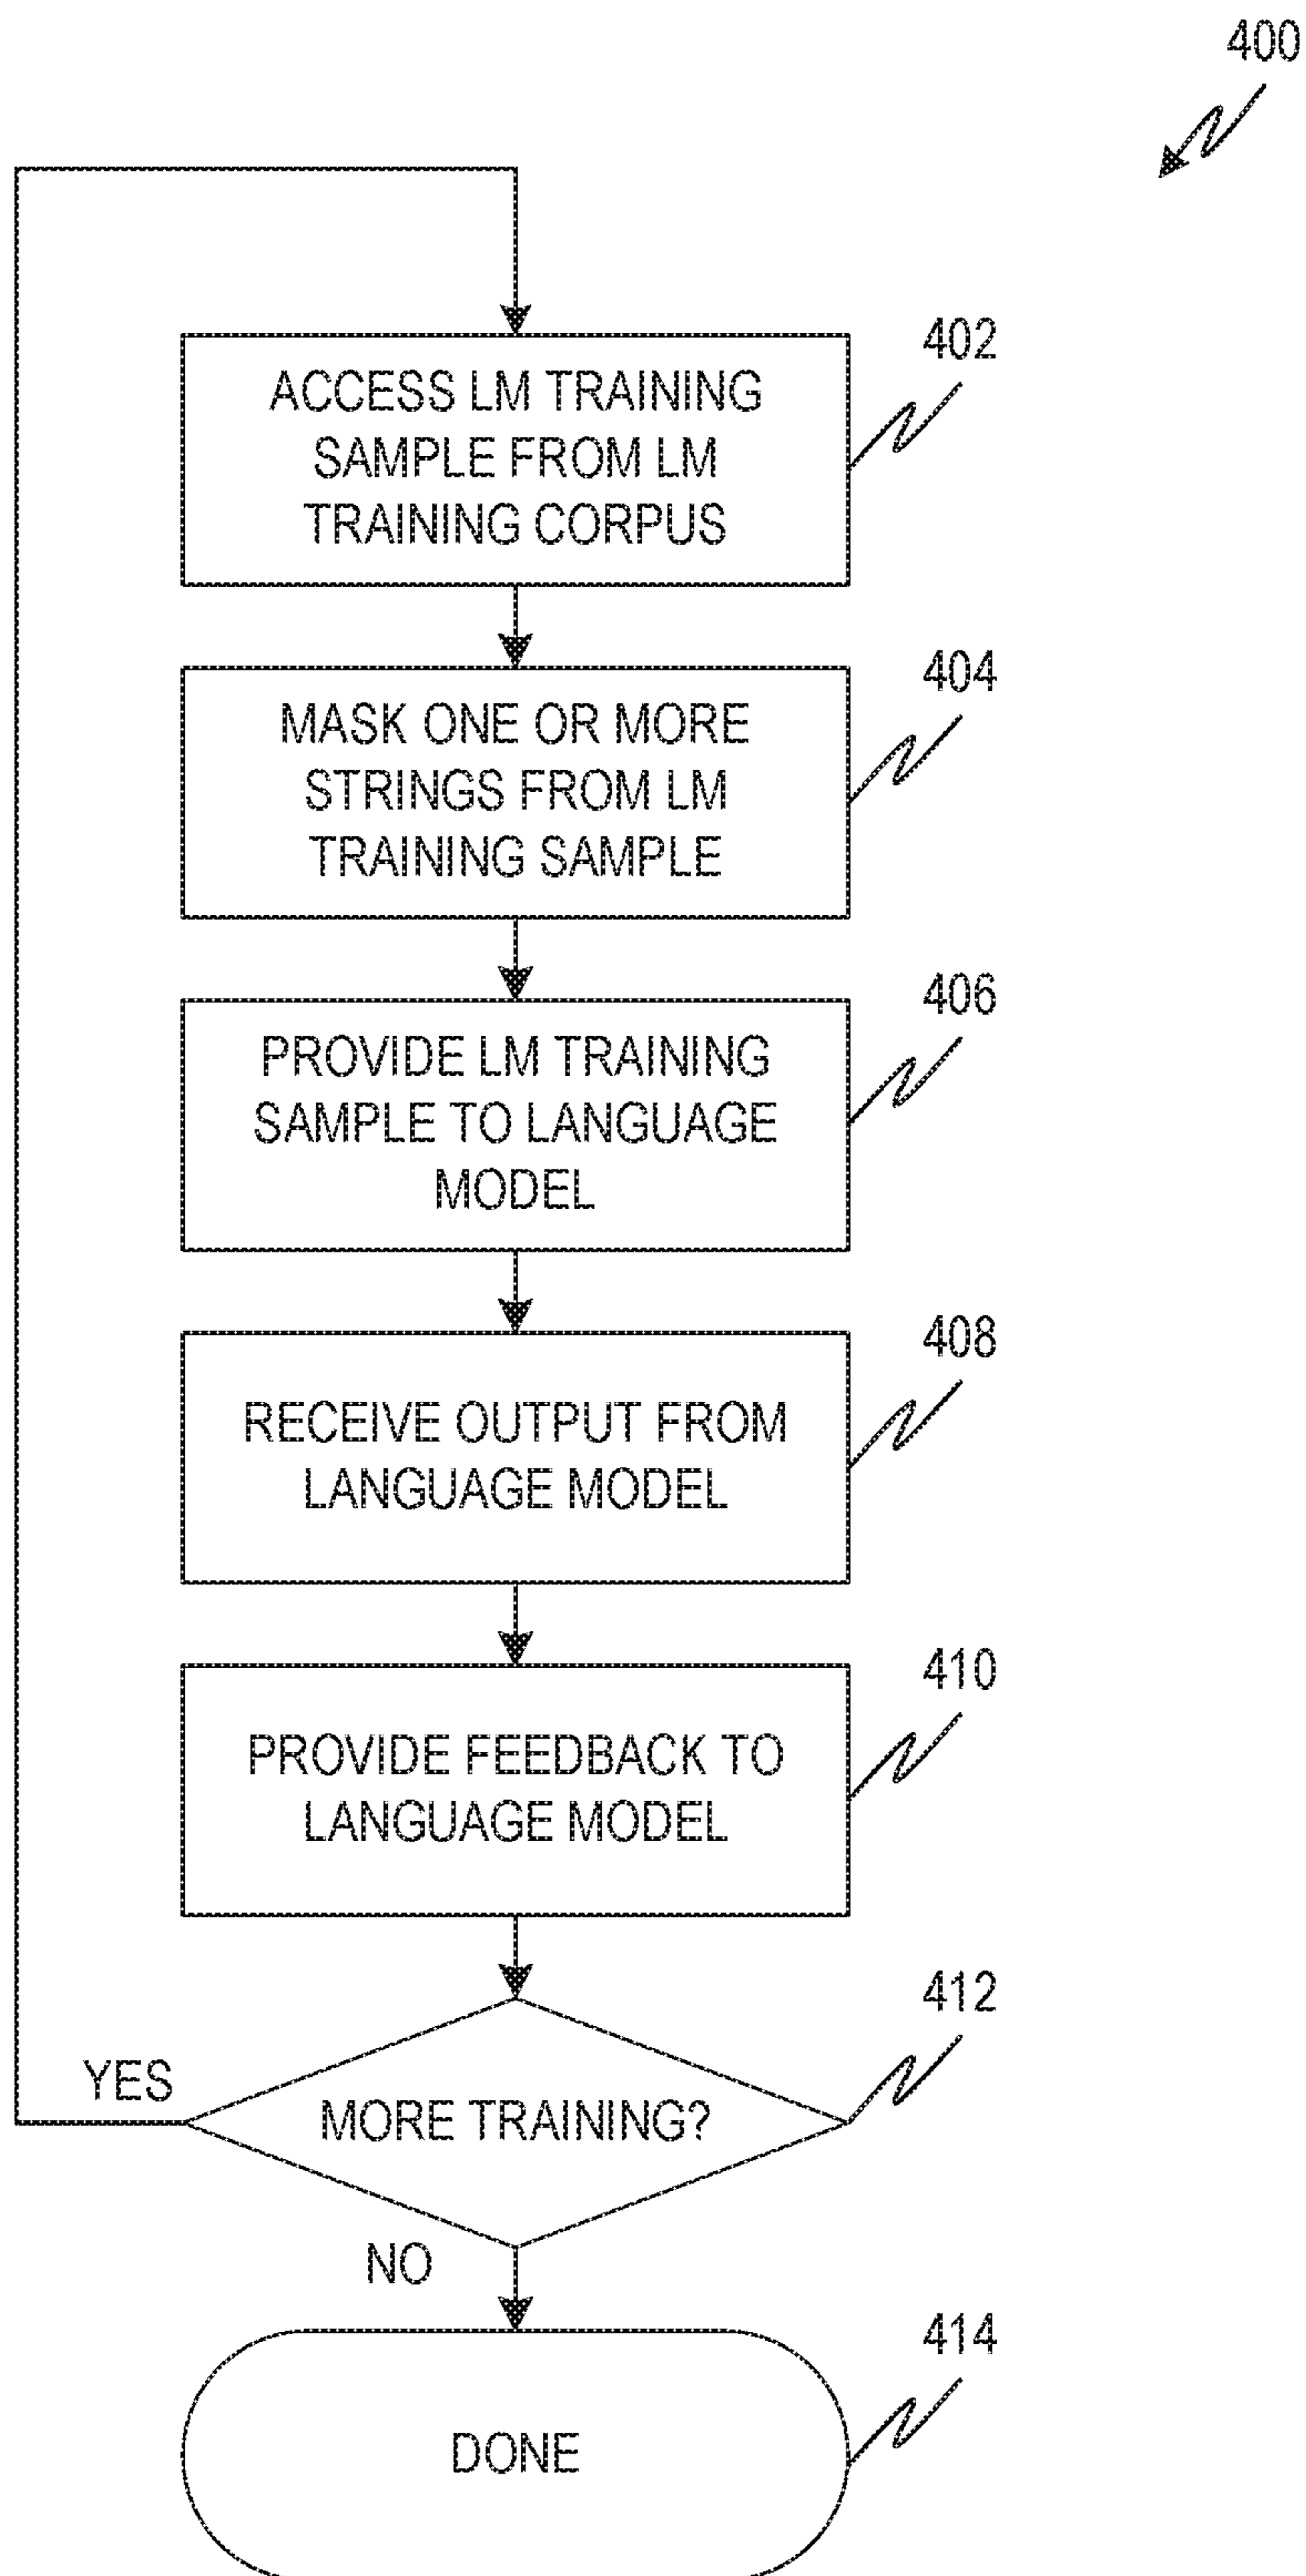 400
ACCESS LM TRAINING
SAMPLE FROM LM
TRAINING CORPUS
402
MASK ONE OR MORE
STRINGS FROM LM
TRAINING SAMPLE
404
PROVIDE LM TRAINING
SAMPLE TO LANGUAGE
MODEL
406
RECEIVE OUTPUT FROM
LANGUAGE MODEL
408
PROVIDE FEEDBACK TO
LANGUAGE MODEL
410
MORE TRAINING?
412
YES
NO
DONE
414